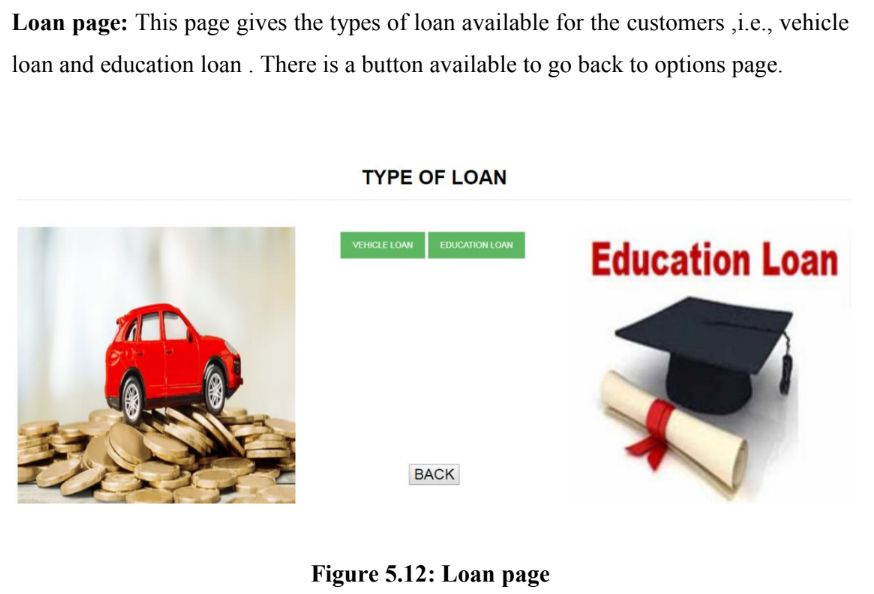 Loan page: This page gives the types of loan available for the customers ,i.e., vehicle
loan and education loan . There is a button available to go back to options page.
TYPE OF LOAN
VEHICLE LOAN EDUCATION LOAN
Education Loan
BACK
Figure 5.12: Loan page